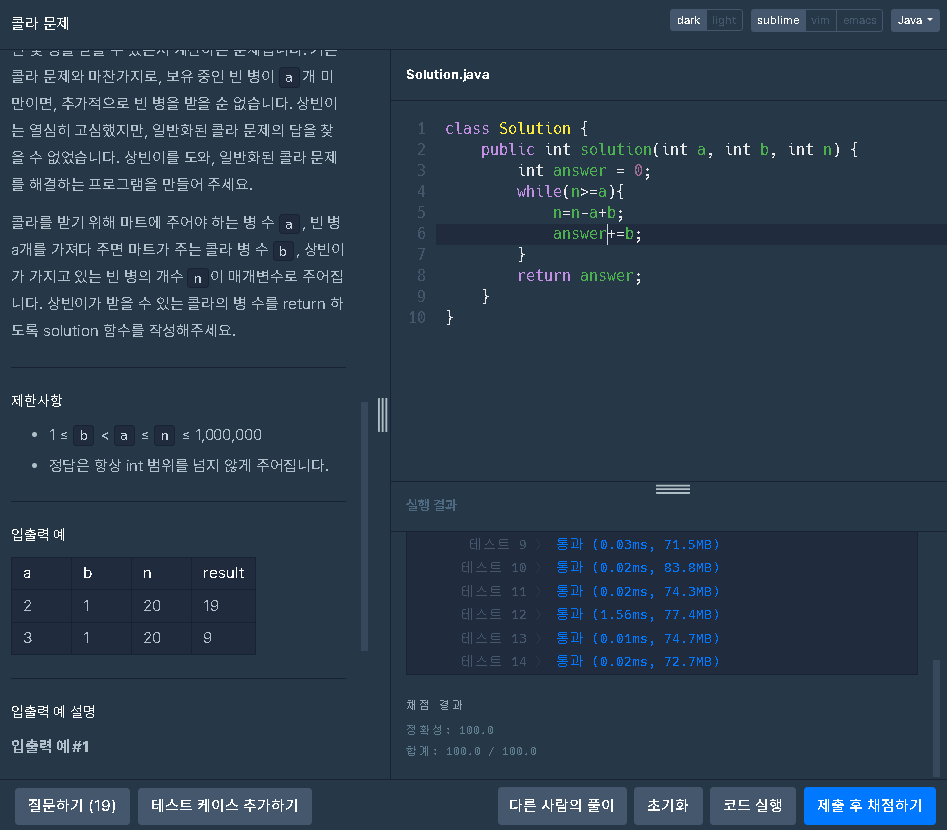 콜라 문제
dark light sublime vim emacs Java
콜라 문제와 마찬가지로, 보유 중인 빈 병이 a 개 미
만이면, 추가적으로 빈 병을 받을 순 없습니다. 상빈이
는 열심히 고심했지만, 일반화된 콜라 문제의 답을 찾
을 수 없었습니다. 상빈이를 도와, 일반화된 콜라 문제
를 해결하는 프로그램을 만들어 주세요.
콜라를 받기 위해 마트에 주어야 하는 병 수 a , 빈 병
a개를 가져다 주면 마트가 주는 콜라 병 수 b , 상빈이
가 가지고 있는 빈 병의 개수 n 이 매개변수로 주어집
니다. 상빈이가 받을 수 있는 콜라의 병 수를 return 하
도록 solution 함수를 작성해주세요.
제한사항
• 1 ≤ b < a ≤ n ≤ 1,000,000
• 정답은 항상 int 범위를 넘지 않게 주어집니다.
입출력 예
a b n result
2 1 20 19
3 1 20 9
입출력 예 설명
입출력 예 #1
Solution.java
1 class Solution {
2 public int solution(int a, int b, int n) {
3 int answer = 0;
4 while(n>=a){
5 n=n-a+b;
6 answer+=b;
7 }
8 return answer;
9 }
10 }
실행 결과
테스트 9 〉 통과 (0.03ms, 71.5MB)
테스트 10 〉 통과 (0.02ms, 83.8MB)
테스트 11 〉 통과 (0.02ms, 74.3MB)
테스트 12 〉 통과 (1.56ms, 77.4MB)
테스트 13 〉 통과 (0.01ms, 74.7MB)
테스트 14 〉 통과 (0.02ms, 72.7MB)
채점 결과
정확성: 100.0
합계: 100.0 / 100.0
질문하기 (19) 테스트 케이스 추가하기 다른 사람의 풀이 초기화 코드 실행 제출 후 채점하기